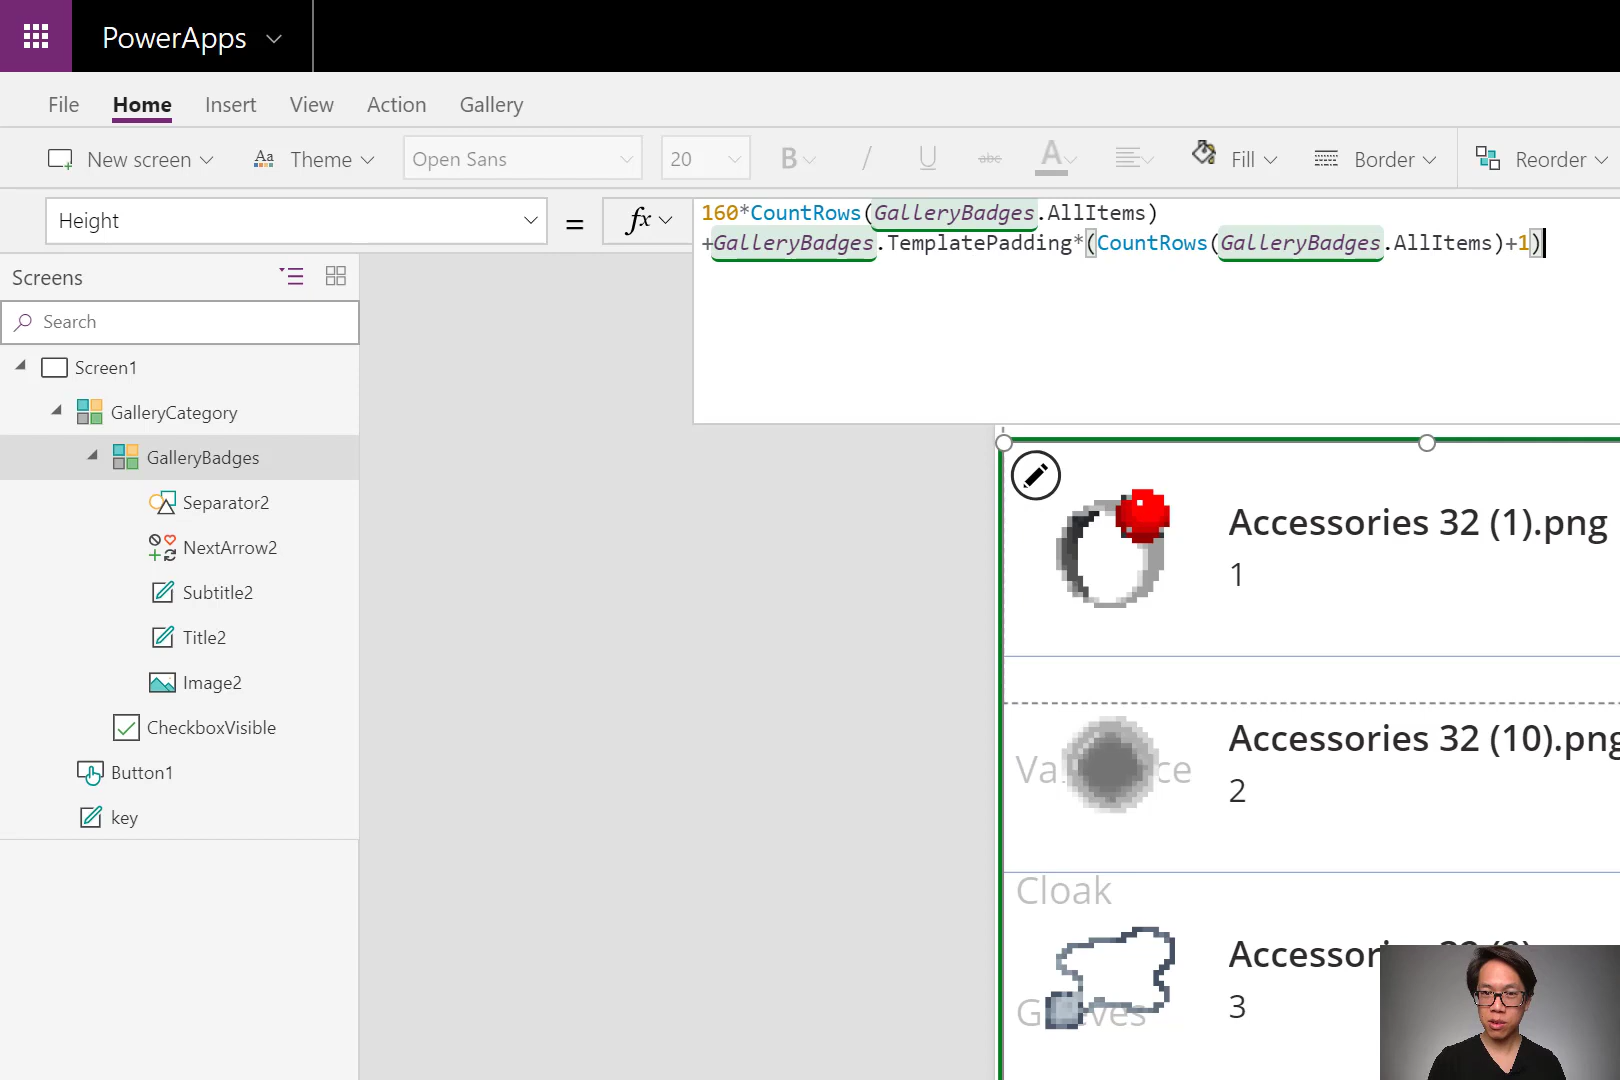 PowerApps
File Home Insert View Action Gallery
New screen Aa Theme Open Sans 20 B / U abc A Fill Border Reorder
Height = fx 160*CountRows(GalleryBadges.AllItems)
+GalleryBadges.TemplatePadding*(CountRows(GalleryBadges.AllItems)+1)
Screens
Search
Screen1
GalleryCategory
GalleryBadges
Separator2
NextArrow2
Subtitle2
Title2
Image2
CheckboxVisible
Button1
key
Accessories 32 (1).png
1
Accessories 32 (10).png
2
Cloak
3